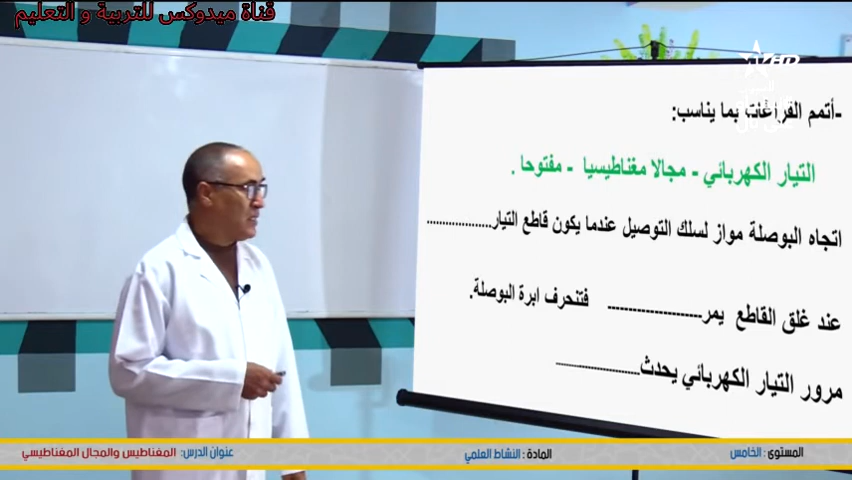 قناة ميدوكس للتربية و التعليم
-أتمم الفراغات بما يناسب:
التيار الكهربائي - مجالا مغناطيسيا - مفتوحا .
اتجاه البوصلة مواز لسلك التوصيل عندما يكون قاطع التيار....................
عند غلق القاطع يمر........................ فتنحرف ابرة البوصلة.
مرور التيار الكهربائي يحدث........................
المستوى : الخامس
المادة : النشاط العلمي
عنوان الدرس: المغناطيس والمجال المغناطيسي